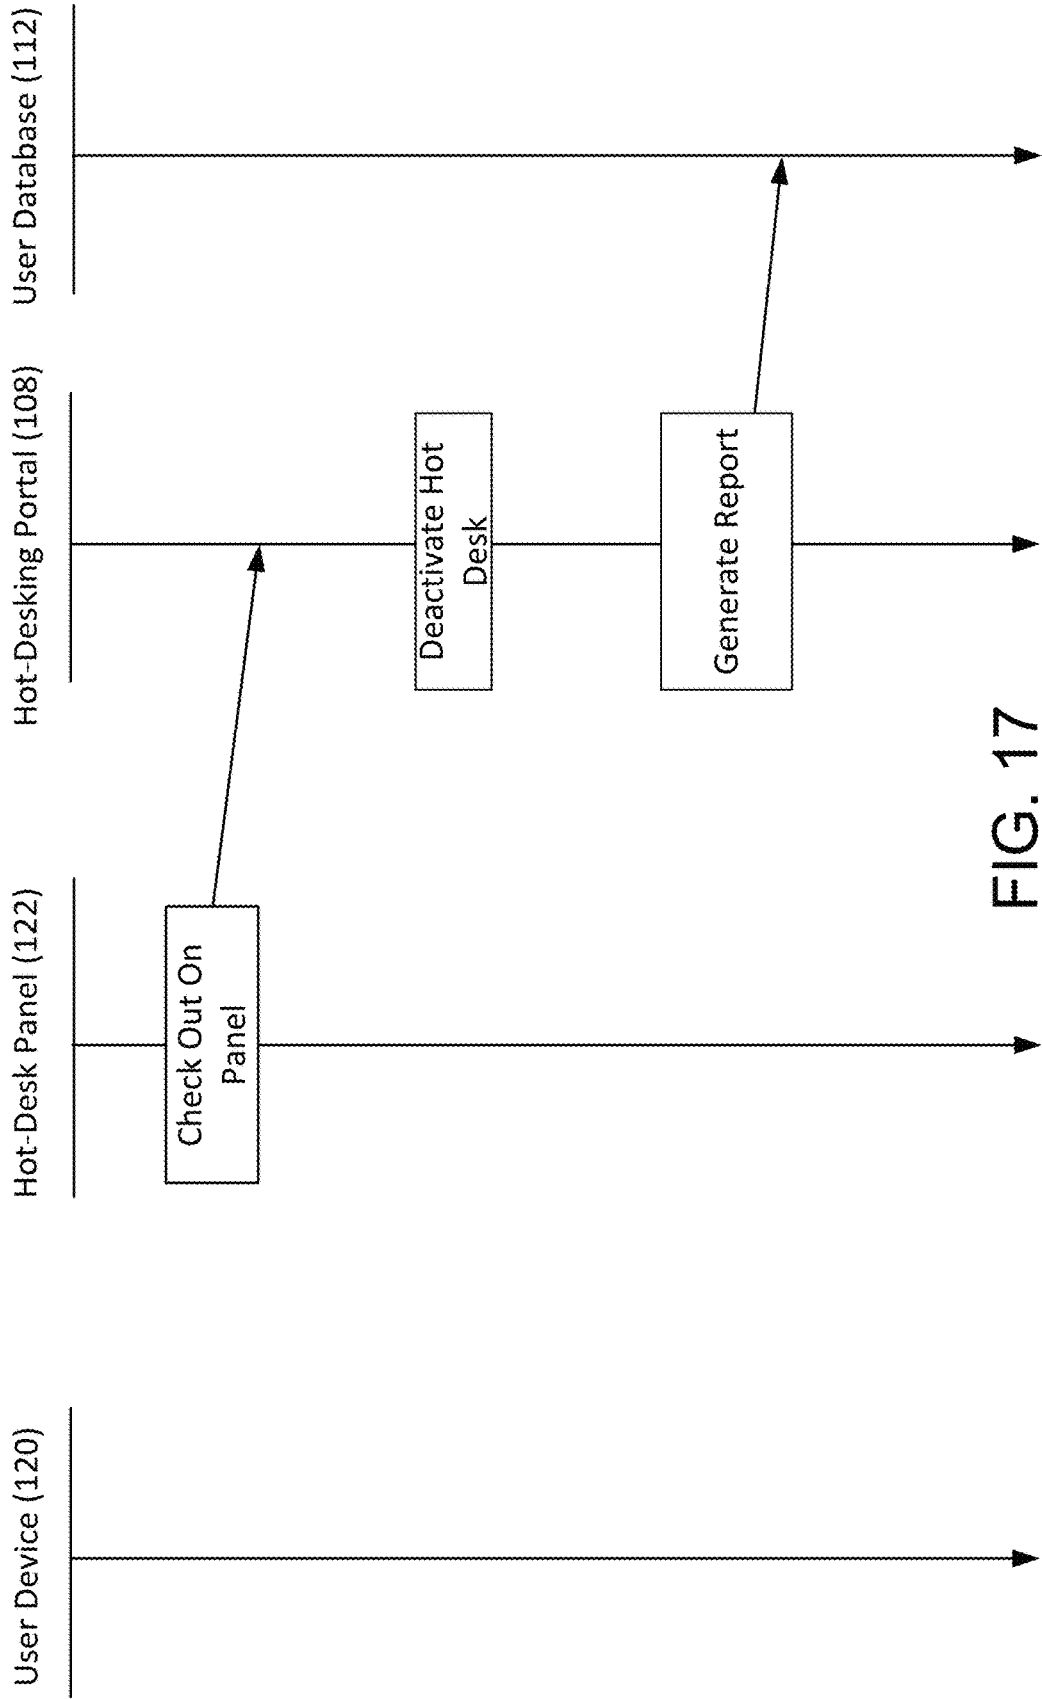 User Device (120)
Hot-Desk Panel (122)
Hot-Desking Portal (108)
User Database (112)
Check Out On
Panel
Deactivate Hot
Desk
Generate Report
FIG. 17